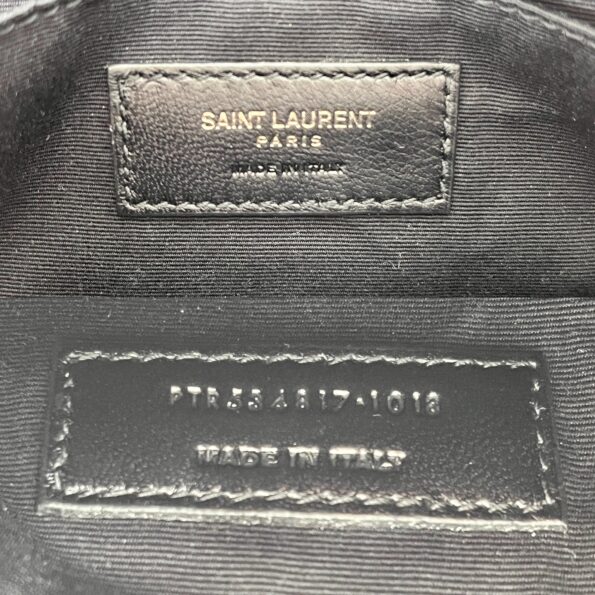 SAINT LAURENT
PARIS
MADE IN ITALY
PTR534817·1018
MADE IN ITALY